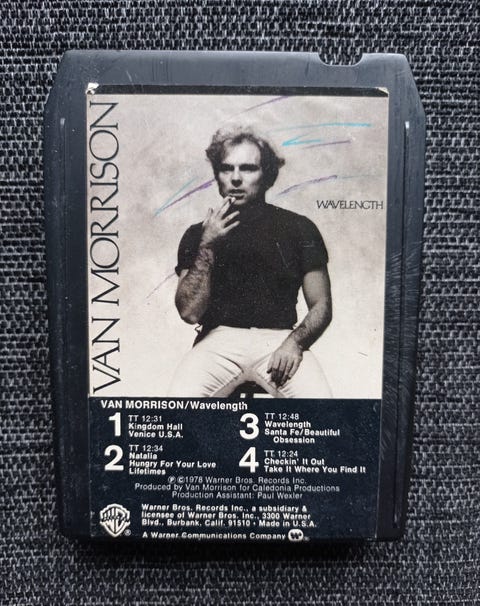 VAN MORRISON
WAVELENGTH
VAN MORRISON/Wavelength
1 TT 12:31
Kingdom Hall
Venice U.S.A.
2 TT 12:34
Natalia
Hungry For Your Love
Lifetimes
3 TT 12:48
Wavelength
Santa Fe/Beautiful
Obsession
4 TT 12:24
Checkin' It Out
Take It Where You Find It
℗©1978 Warner Bros. Records Inc.
Produced by Van Morrison for Caledonia Productions
Production Assistant: Paul Wexler
Warner Bros. Records Inc., a subsidiary &
licensee of Warner Bros. Inc., 3300 Warner
Blvd., Burbank, Calif. 91510 • Made in U.S.A.
A Warner Communications Company